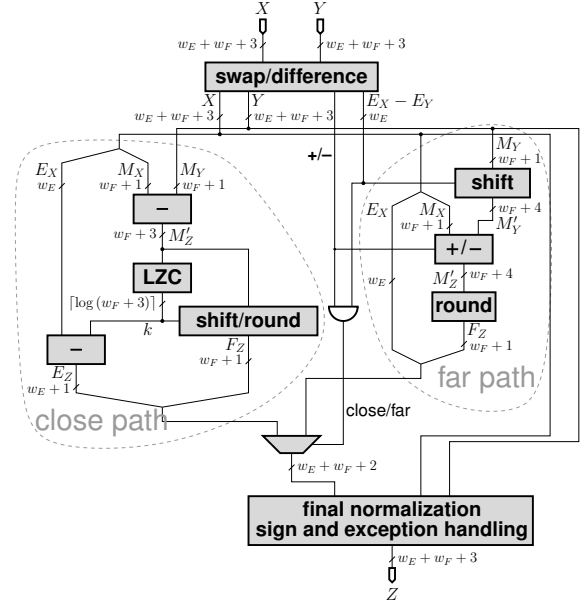 X Y
w_E + w_F + 3 w_E + w_F + 3
swap/difference
X Y E_X − E_Y
w_E + w_F + 3 w_E + w_F + 3 w_E
+/−
E_X M_X M_Y
w_E w_F + 1 w_F + 1
M_Y
w_F + 1
shift
−
w_F + 4
E_X M_X M′_Y
w_F + 1
w_F + 3 M′_Z
+/−
LZC
w_E M′_Z w_F + 4
⌈log (w_F + 3)⌉
round
k shift/round
F_Z
w_F + 1
−
F_Z
w_F + 1
E_Z
w_E + 1
far path
close path
close/far
w_E + w_F + 2
final normalization
sign and exception handling
w_E + w_F + 3
Z